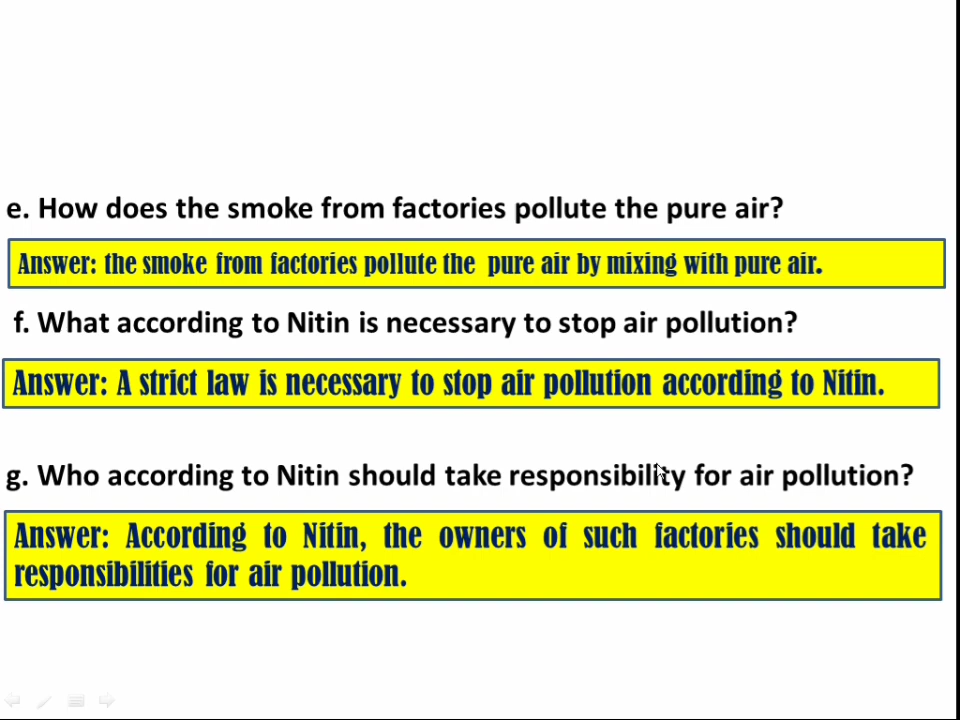 e. How does the smoke from factories pollute the pure air?
Answer: the smoke from factories pollute the pure air by mixing with pure air.
f. What according to Nitin is necessary to stop air pollution?
Answer: A strict law is necessary to stop air pollution according to Nitin.
g. Who according to Nitin should take responsibility for air pollution?
Answer: According to Nitin, the owners of such factories should take
responsibilities for air pollution.